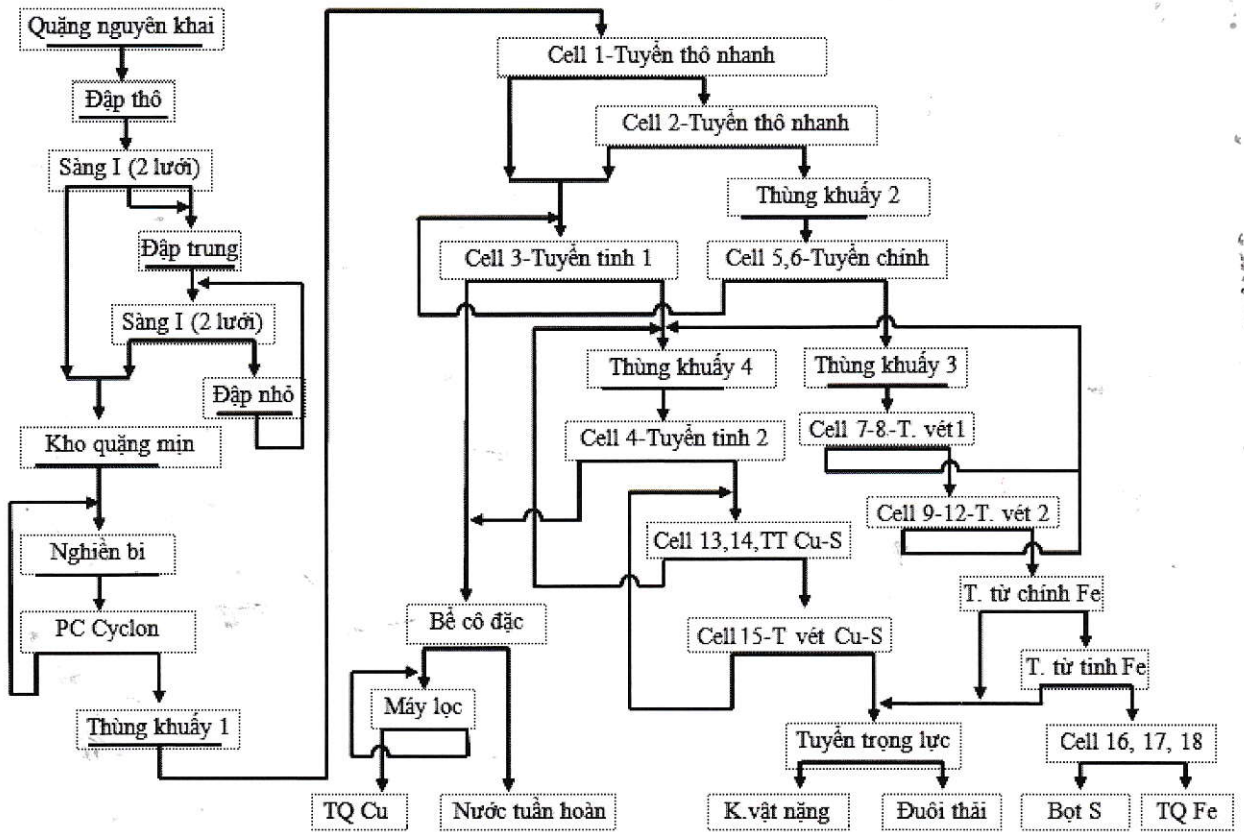 Quặng nguyên khai
Đập thô
Sàng I (2 lưới)
Đập trung
Sàng I (2 lưới)
Đập nhỏ
Kho quặng mịn
Nghiền bi
PC Cyclon
Thùng khuấy 1
Cell 1-Tuyển thô nhanh
Cell 2-Tuyển thô nhanh
Thùng khuấy 2
Cell 3-Tuyển tinh 1
Cell 5,6-Tuyển chính
Thùng khuấy 4
Thùng khuấy 3
Cell 4-Tuyển tinh 2
Cell 7-8-T. vét1
Cell 9-12-T. vét 2
Cell 13,14,TT Cu-S
T. từ chính Fe
Bể cô đặc
Cell15-T vét Cu-S
T. từ tinh Fe
Máy lọc
Tuyển trọng lực
Cell 16, 17, 18
TQ Cu
Nước tuần hoàn
K.vật nặng
Đuôi thải
Bọt S
TQ Fe